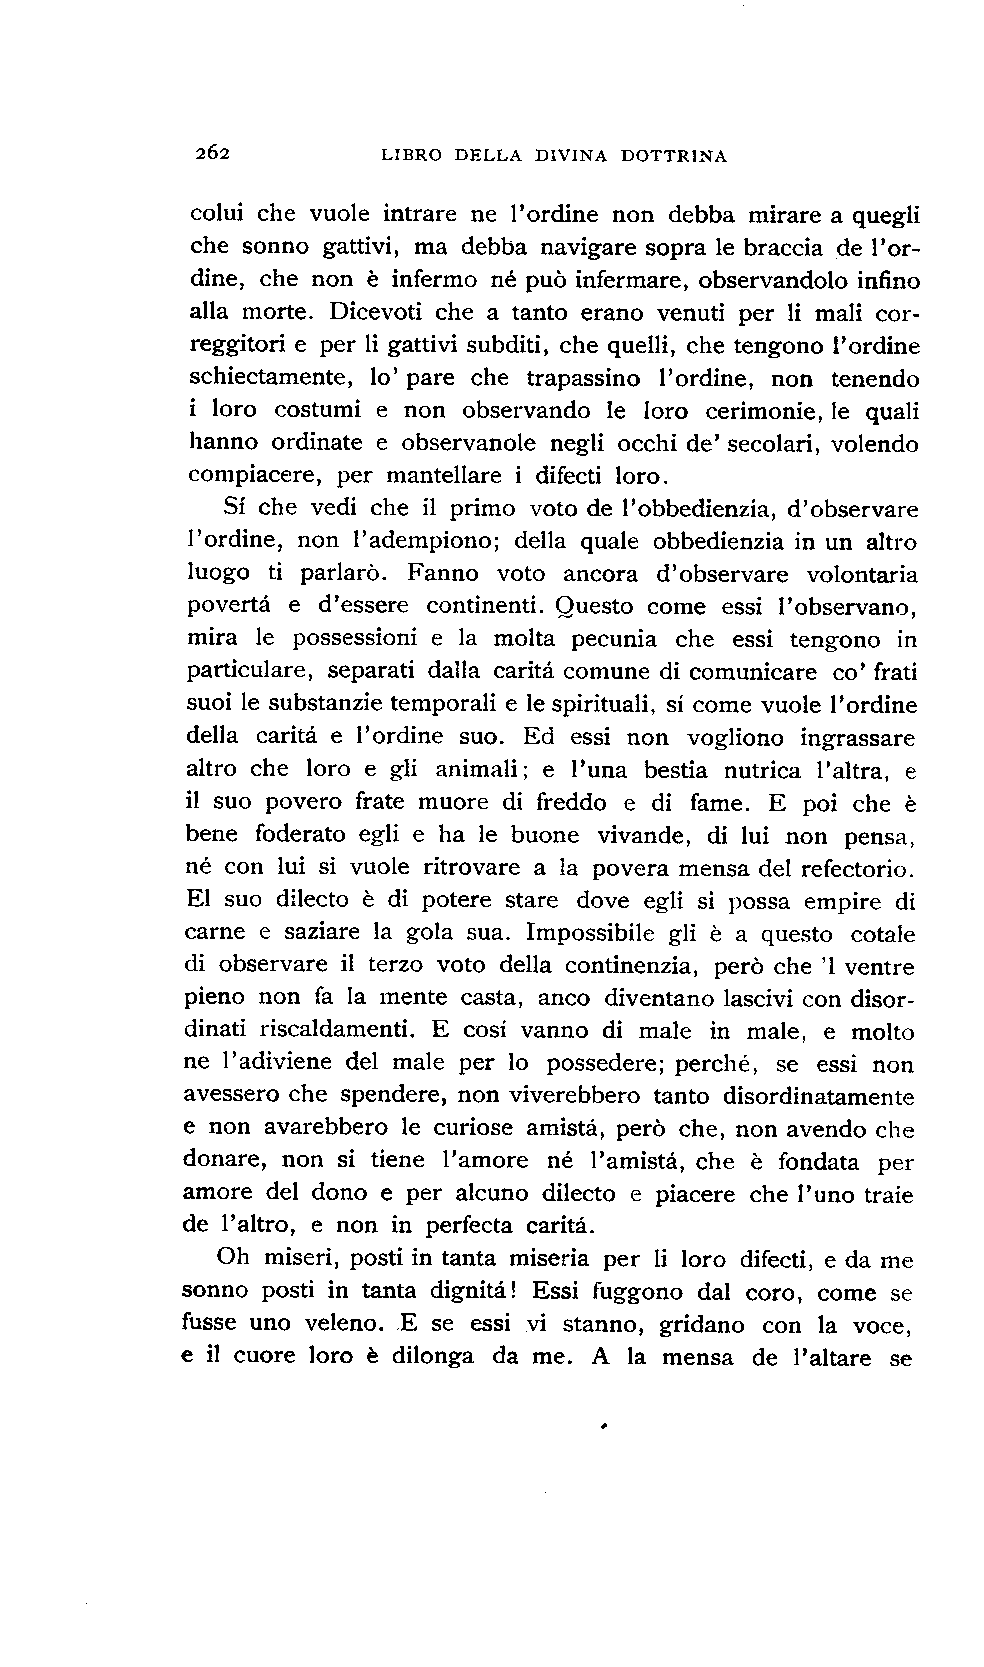 262 LIBRO DELLA DIVINA DOTTRINA
colui che vuole intrare ne l'ordine non debba mirare a quegli
che sonno gattivi, ma debba navigare sopra le braccia de l'or-
dine, che non è infermo né può infermare, observandolo infino
alla morte. Dicevoti che a tanto erano venuti per li mali cor-
reggitori e per li gattivi subditi, che quelli, che tengono l'ordine
schiectamente, lo' pare che trapassino l'ordine, non tenendo
i loro costumi e non observando le loro cerimonie, le quali
hanno ordinate e observanole negli occhi de' secolari, volendo
compiacere, per mantellare i difecti loro.
Sí che vedi che il primo voto de l'obbedienzia, d'observare
l'ordine, non l'adempiono; della quale obbedienzia in un altro
luogo ti parlarò. Fanno voto ancora d'observare volontaria
povertá e d'essere continenti. Questo come essi l'observano,
mira le possessioni e la molta pecunia che essi tengono in
particulare, separati dalla caritá comune di comunicare co' frati
suoi le substanzie temporali e le spirituali, sí come vuole l'ordine
della caritá e l'ordine suo. Ed essi non vogliono ingrassare
altro che loro e gli animali; e l'una bestia nutrica l'altra, e
il suo povero frate muore di freddo e di fame. E poi che è
bene foderato egli e ha le buone vivande, di lui non pensa,
né con lui si vuole ritrovare a la povera mensa del refectorio.
El suo dilecto è di potere stare dove egli si possa empire di
carne e saziare la gola sua. Impossibile gli è a questo cotale
di observare il terzo voto della continenzia, però che 'l ventre
pieno non fa la mente casta, anco diventano lascivi con disor-
dinati riscaldamenti. E cosí vanno di male in male, e molto
ne l'adiviene del male per lo possedere; perché, se essi non
avessero che spendere, non viverebbero tanto disordinatamente
e non avarebbero le curiose amistá, però che, non avendo che
donare, non si tiene l'amore né l'amistá, che è fondata per
amore del dono e per alcuno dilecto e piacere che l'uno traie
de l'altro, e non in perfecta caritá.
Oh miseri, posti in tanta miseria per li loro difecti, e da me
sonno posti in tanta dignitá! Essi fuggono dal coro, come se
fusse uno veleno. E se essi vi stanno, gridano con la voce,
e il cuore loro è dilonga da me. A la mensa de l'altare se